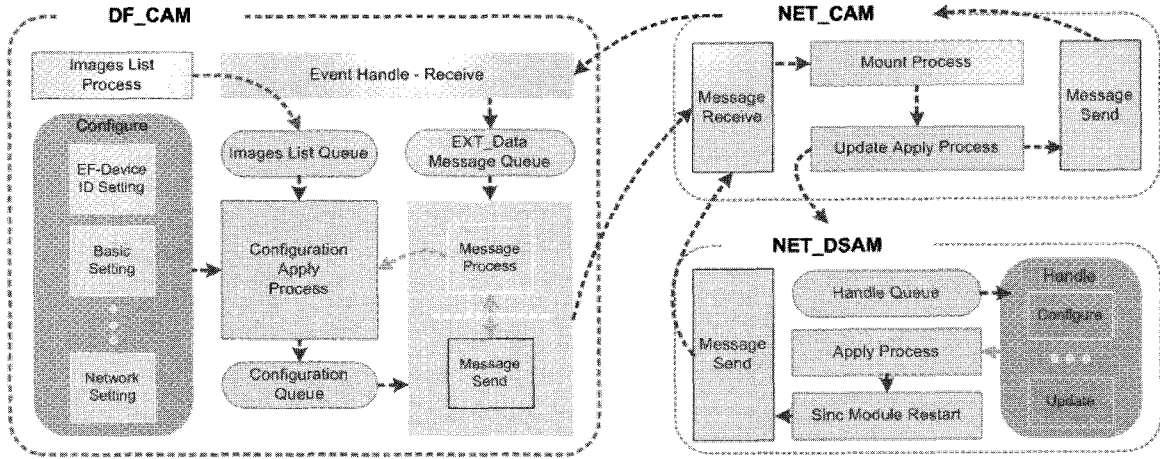 DF_CAM
Images List
Process
Event Handle - Receive
Configure
EF-Device
ID Setting
Basic
Setting
Network
Setting
Images List Queue
EXT_Data
Message Queue
Configuration
Apply
Process
Message
Process
Configuration
Queue
Message
Send
NET_CAM
Message
Receive
Mount Process
Update Apply Process
Message
Send
NET_DSAM
Message
Send
Handle Queue
Apply Process
Sinc Module Restart
Handle
Configure
Update